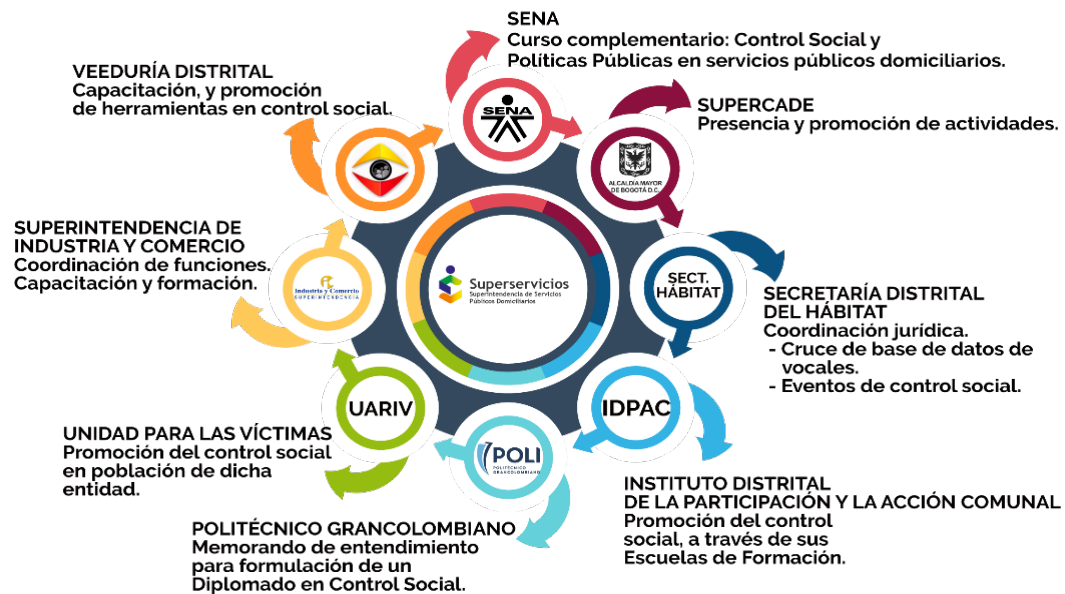 SENA
Curso complementario: Control Social y
Políticas Públicas en servicios públicos domiciliarios.
VEEDURÍA DISTRITAL
Capacitación, y promoción
de herramientas en control social.
SENA
SUPERCADE
Presencia y promoción de actividades.
ALCALDÍA MAYOR
DE BOGOTÁ D.C.
SUPERINTENDENCIA DE
INDUSTRIA Y COMERCIO
Coordinación de funciones.
Capacitación y formación.
Industria y Comercio
SUPERINTENDENCIA
Superservicios
Superintendencia de Servicios
Públicos Domiciliarios
SECT.
HÁBITAT
SECRETARÍA DISTRITAL
DEL HÁBITAT
Coordinación jurídica.
- Cruce de base de datos de
vocales.
- Eventos de control social.
UARIV
IDPAC
UNIDAD PARA LAS VÍCTIMAS
Promoción del control social
en población de dicha
entidad.
POLI
POLITÉCNICO
GRANCOLOMBIANO
INSTITUTO DISTRITAL
DE LA PARTICIPACIÓN Y LA ACCIÓN COMUNAL
Promoción del control
social, a través de sus
Escuelas de Formación.
POLITÉCNICO GRANCOLOMBIANO
Memorando de entendimiento
para formulación de un
Diplomado en Control Social.